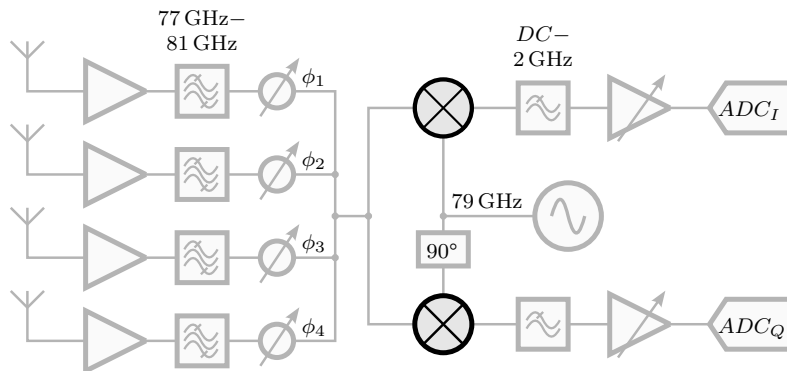 77 GHz–
81 GHz
DC–
2 GHz
ϕ1
ADC_I
ϕ2
79 GHz
ϕ3
90°
ϕ4
ADC_Q